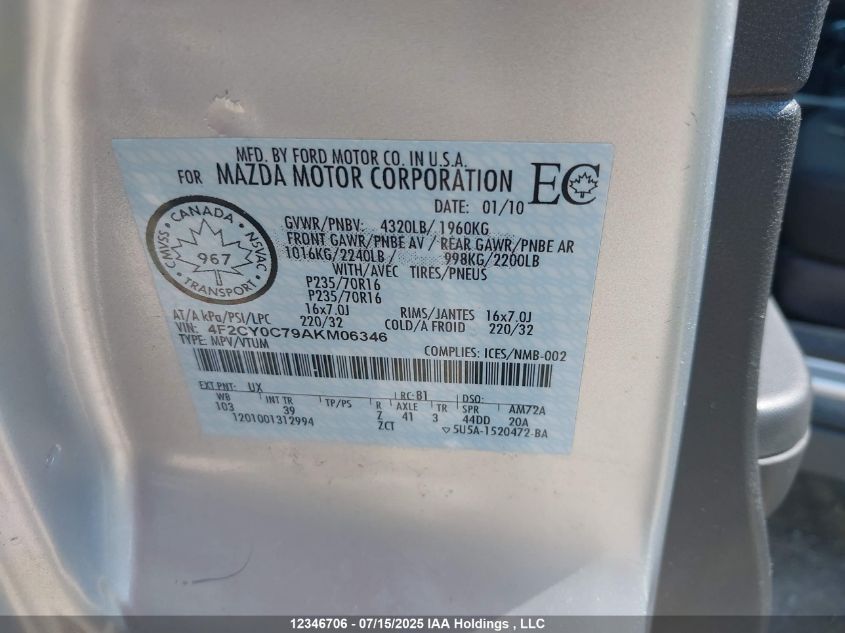 MFD. BY FORD MOTOR CO. IN U.S.A.
FOR MAZDA MOTOR CORPORATION
EC
DATE: 01/10
CANADA
CMVSS
NSVAC
967
TRANSPORT
GVWR/PNBV: 4320LB/1960KG
FRONT GAWR/PNBE AV / REAR GAWR/PNBE AR
1016KG/2240LB / 998KG/2200LB
WITH/AVEC TIRES/PNEUS
P235/70R16
P235/70R16
16x7.0J RIMS/JANTES 16x7.0J
AT/A kPa/PSI/LPC 220/32 COLD/A FROID 220/32
VIN: 4F2CY0C79AKM06346
TYPE: MPV/VTUM COMPLIES: ICES/NMB-002
EXT PNT: UX RC: 81 DSO:
WB INT TR TP/PS R AXLE TR SPR AM72A
103 39 Z 41 3 44DD 20A
1201001312994 ZCT 5U5A-1520472-BA
12346706 - 07/15/2025 IAA Holdings , LLC